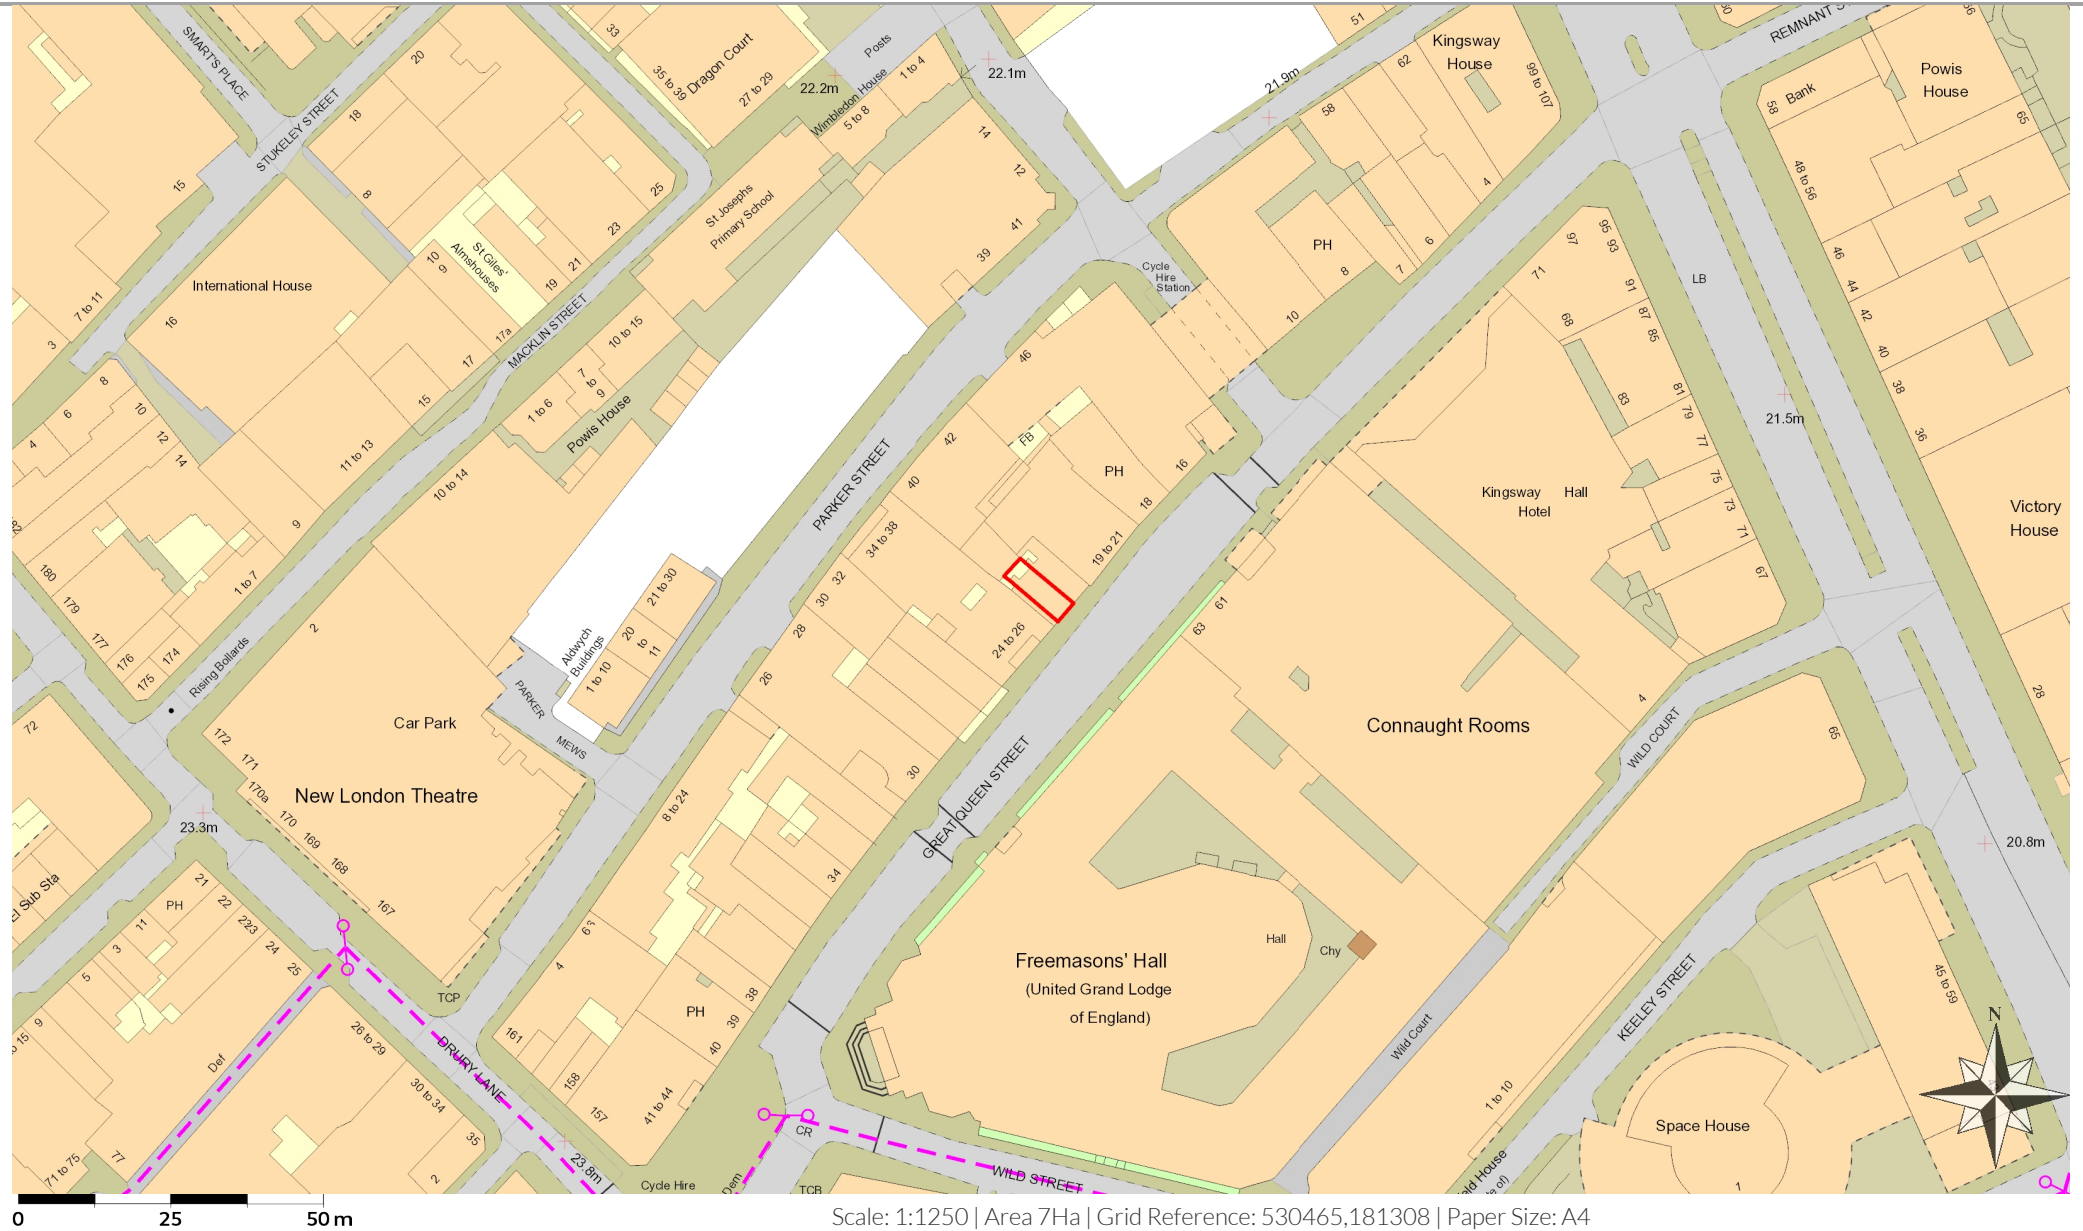 SMART'S PLACE
STUKELEY STREET
20
18
15
8
33
35 to 39
Dragon Court
27 to 29
22.2m
Posts
Wimbledon House
1 to 4
5 to 8
22.1m
21.9m
51
62
Kingsway
House
58
99 to 107
REMNANT S
Bank
58
Powis
House
65
56
25
23
21
19
St Giles'
Almshouses
10
9
17a
17
15
International House
16
7 to 11
3
MACKLIN STREET
St Josephs
Primary School
14
12
41
39
Cycle
Hire
Station
PH
8
7
6
4
10
71
97
95
93
91
87
85
68
83
81
79
77
75
73
71
67
LB
48 to 56
46
44
42
40
38
36
21.5m
Victory
House
28
10 to 15
7
to
9
1 to 6
Powis House
11 to 13
10 to 14
9
8
6
4
10
12
14
82
180
179
177
176
175
174
1 to 7
Rising Bollards
2
PARKER STREET
46
42
40
FB
PH
16
18
19 to 21
34 to 38
32
30
28
26
24 to 26
30
34
21 to 30
20
to
11
1 to 10
Aldwych
Buildings
PARKER
MEWS
Car Park
New London Theatre
172
171
170a
170
169
168
167
72
23.3m
El Sub Sta
8 to 24
GREAT QUEEN STREET
61
63
Kingsway Hall
Hotel
Connaught Rooms
4
WILD COURT
65
20.8m
21
22
223
24
25
PH
11
3
5
9
15
TCP
Def
26 to 29
30 to 34
35
2
77
71 to 75
DRURY LANE
161
158
157
4
PH
38
39
40
41 to 44
23.8m
Cycle Hire
Dem
CR
TCB
WILD STREET
Freemasons' Hall
(United Grand Lodge
of England)
Hall
Chy
Wild Court
KEELEY STREET
45 to 59
1 to 10
Space House
1
N
0 25 50 m
Scale: 1:1250 | Area 7Ha | Grid Reference: 530465,181308 | Paper Size: A4